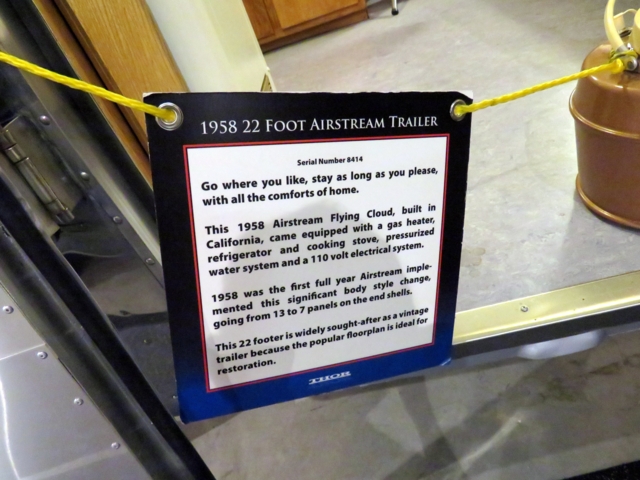 1958 22 FOOT AIRSTREAM TRAILER
Serial Number 8414
Go where you like, stay as long as you please,
with all the comforts of home.
This 1958 Airstream Flying Cloud, built in
California, came equipped with a gas heater,
refrigerator and cooking stove, pressurized
water system and a 110 volt electrical system.
1958 was the first full year Airstream imple-
mented this significant body style change,
going from 13 to 7 panels on the end shells.
This 22 footer is widely sought-after as a vintage
trailer because the popular floorplan is ideal for
restoration.
THOR